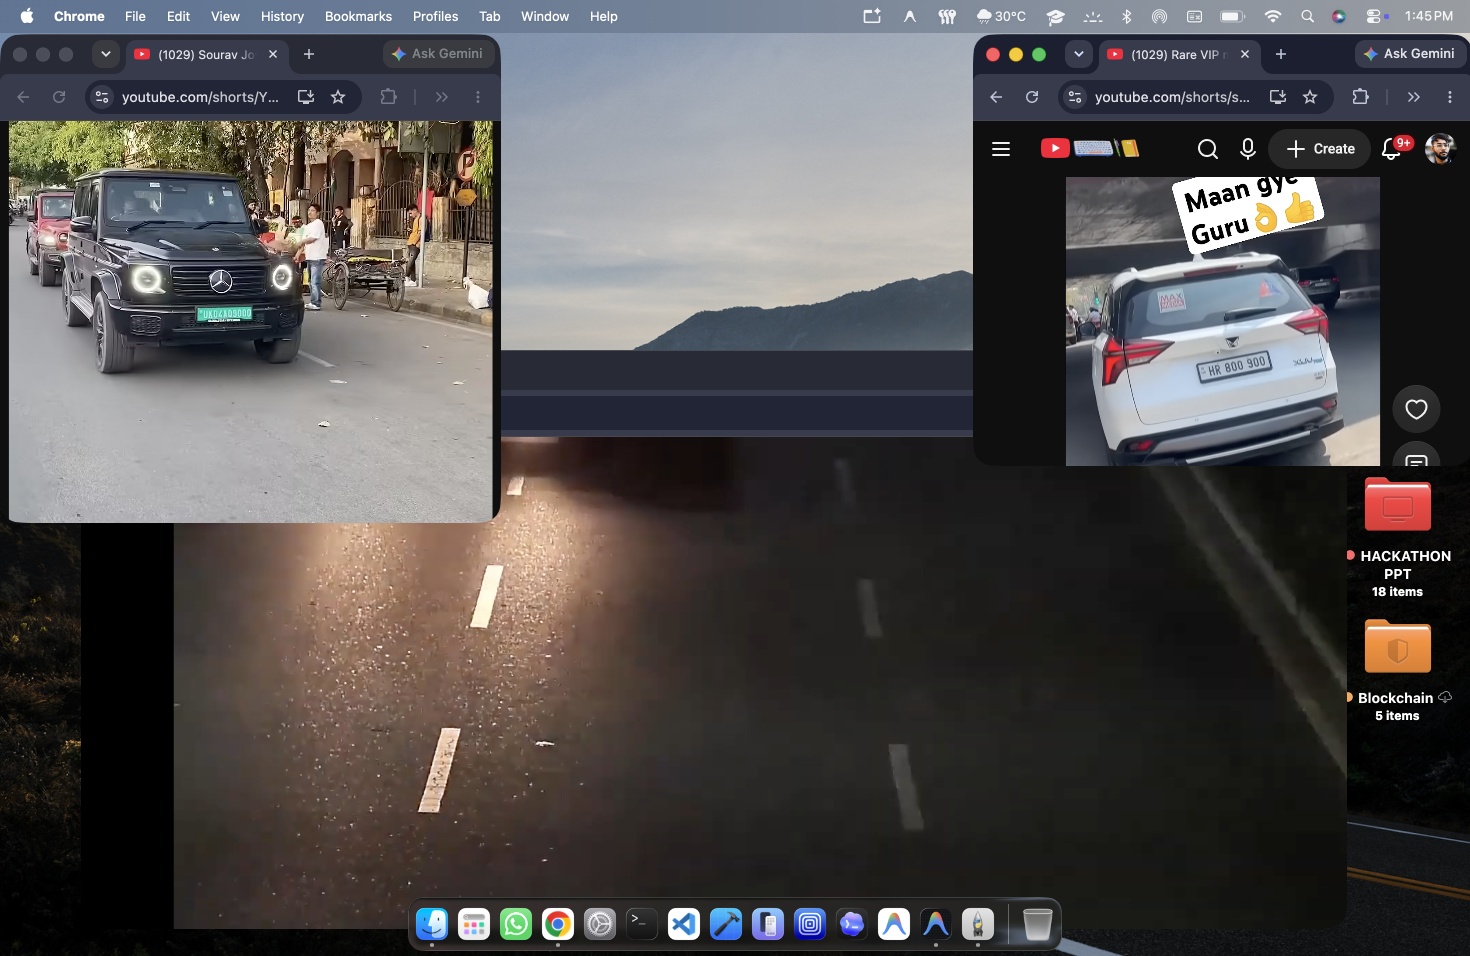 Chrome File Edit View History Bookmarks Profiles Tab Window Help 30°C 1:45 PM
(1029) Sourav Jo
Ask Gemini
youtube.com/shorts/Y...
P
(1029) Rare VIP
Ask Gemini
youtube.com/shorts/s...
Create
9+
Maan gye
Guru👌👍
HR 800 900
HACKATHON
PPT
18 items
Blockchain
5 items
>_